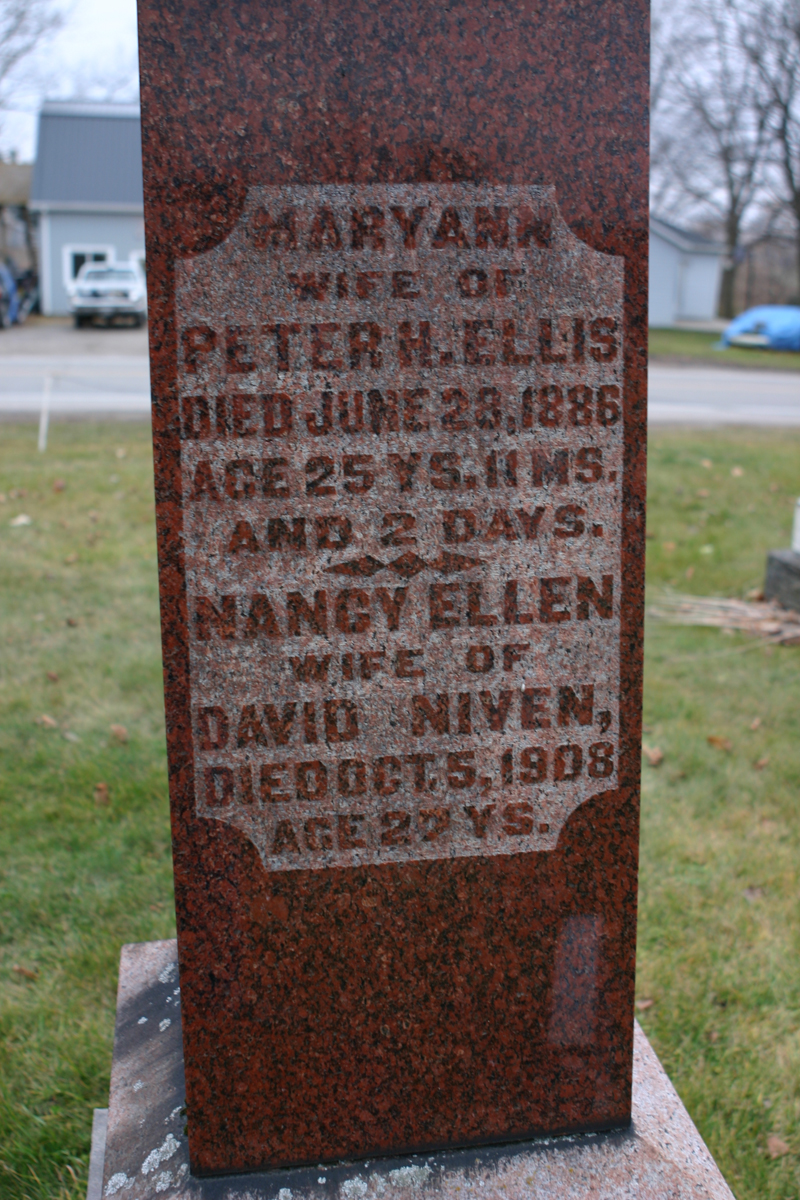 MARYANN
WIFE OF
PETER H. ELLIS
DIED JUNE 28, 1886
AGE 25 YS. 11 MS.
AND 2 DAYS.
NANCY ELLEN
WIFE OF
DAVID NIVEN,
DIED OCT. 5, 1908
AGE 22 YS.